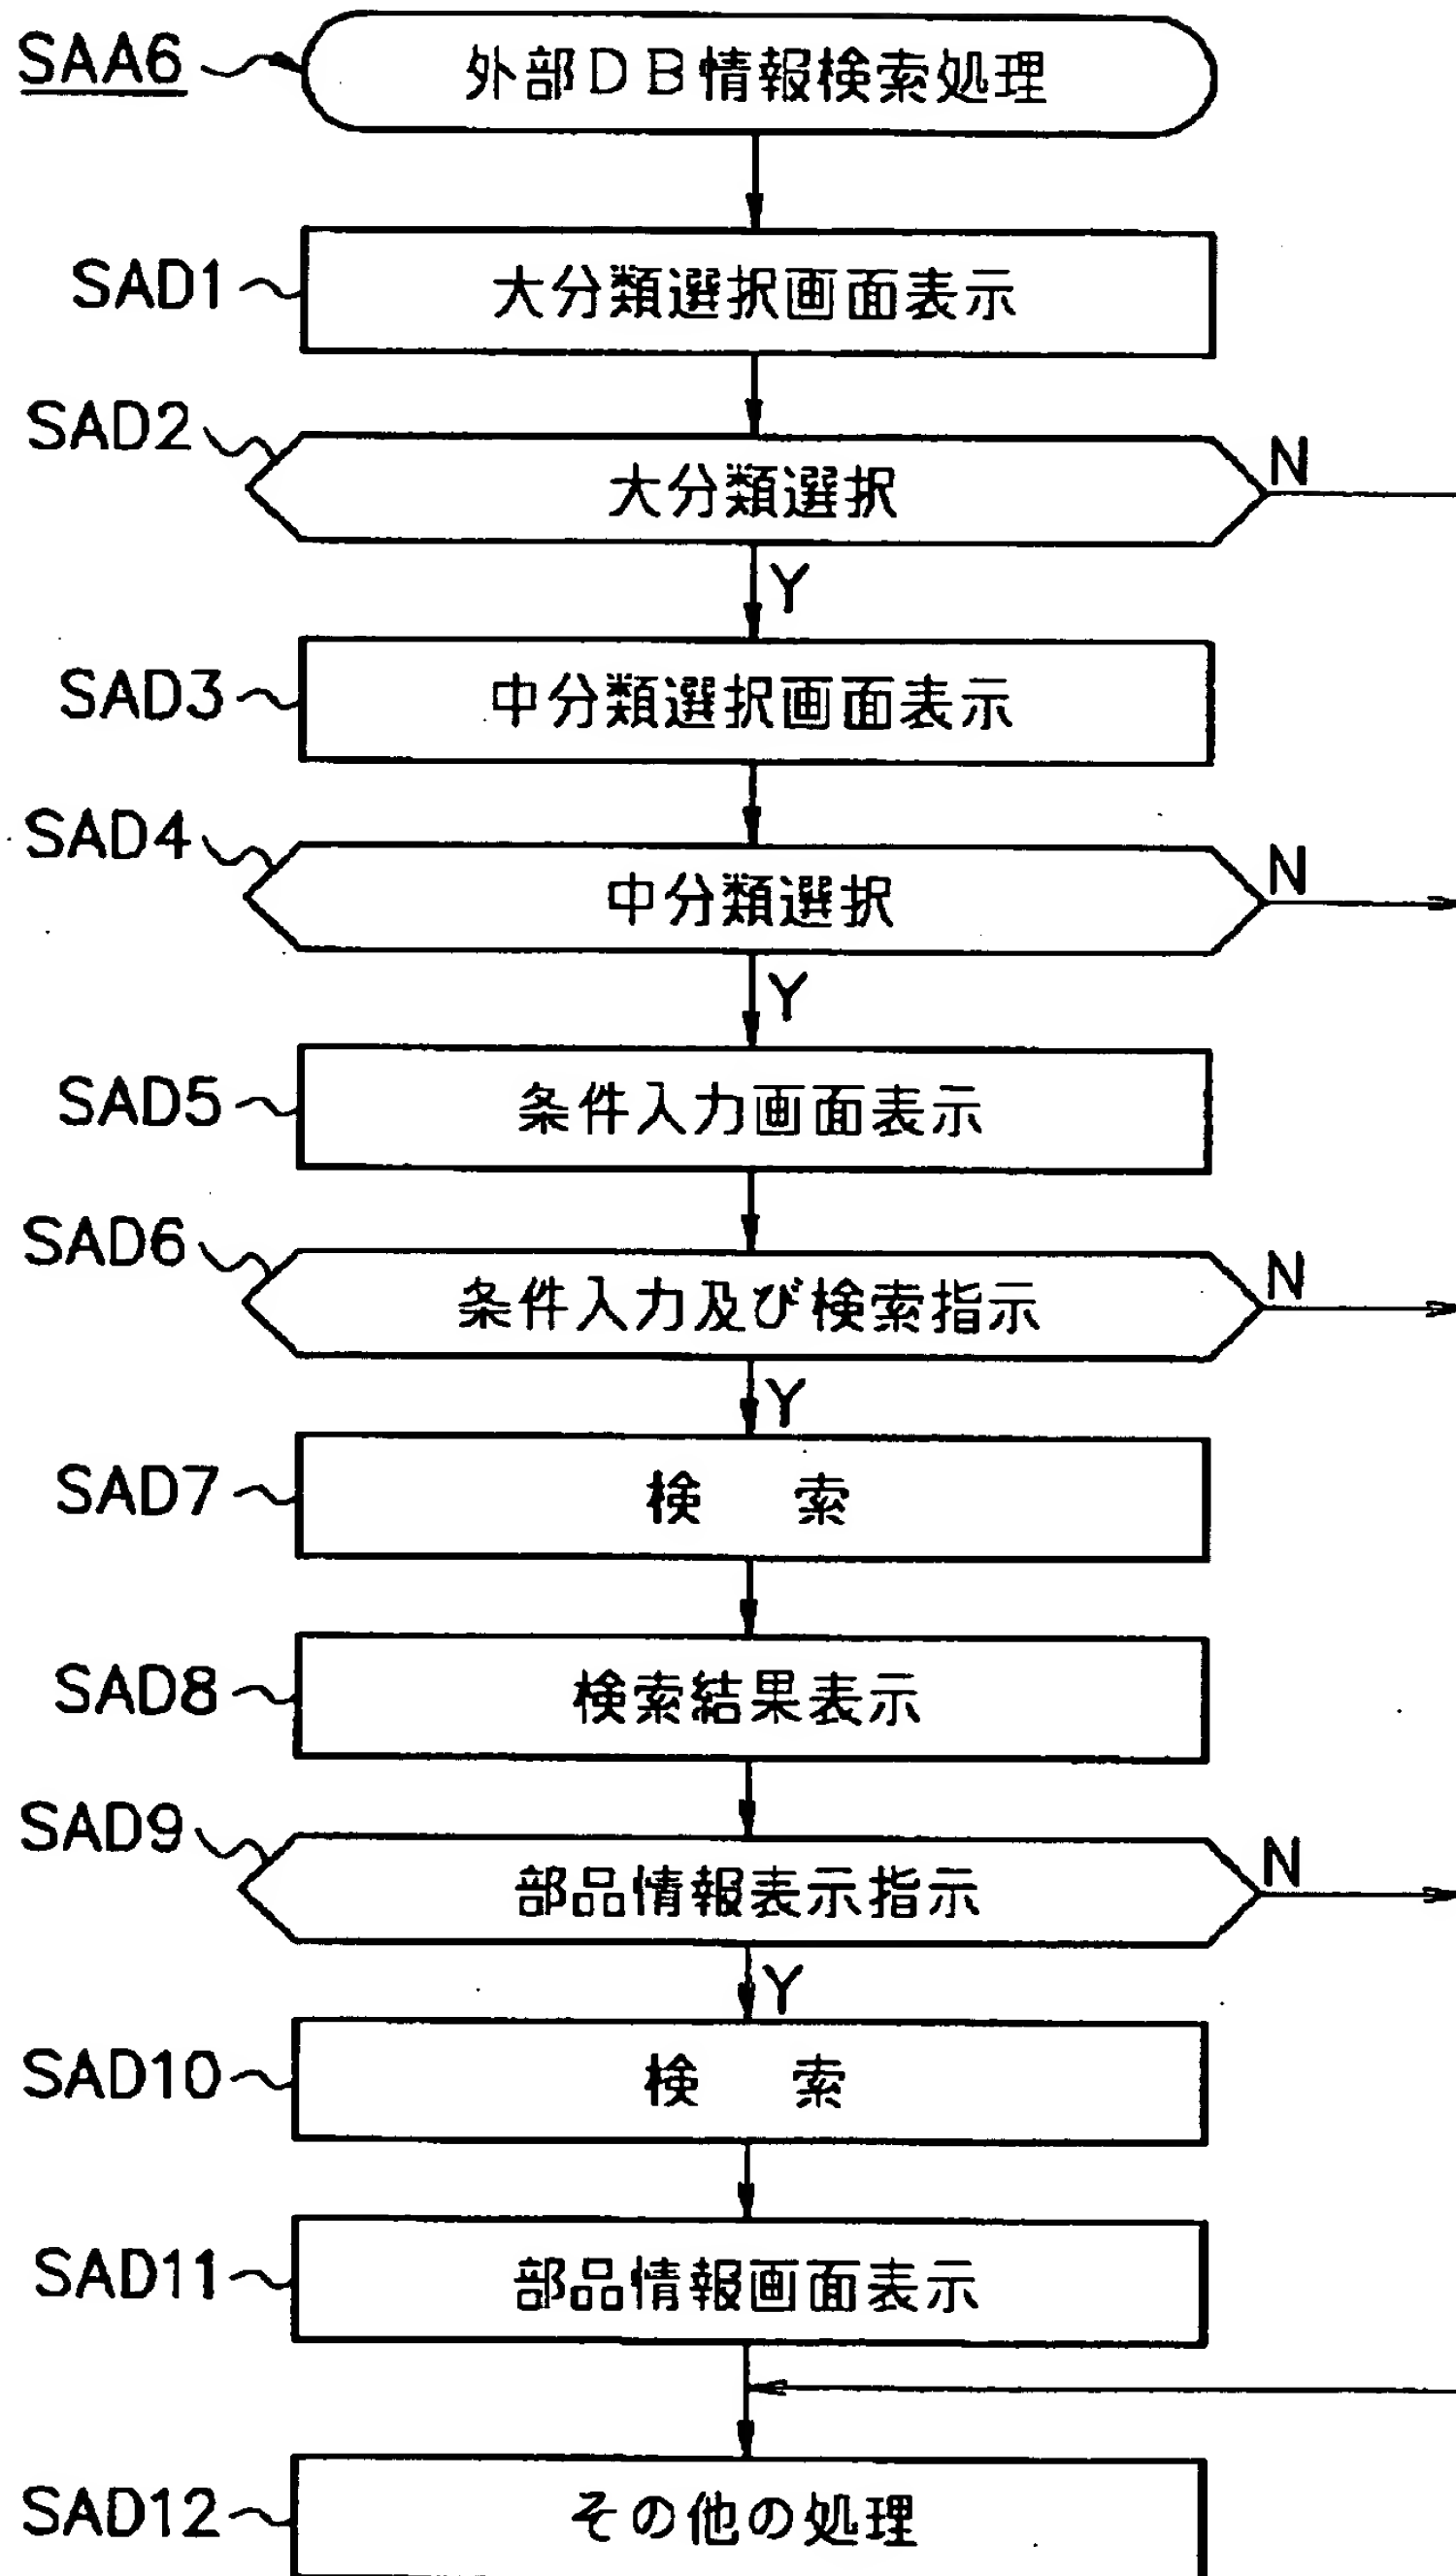 SAA6 外部DB情報検索処理
SAD1 大分類選択画面表示
SAD2 大分類選択 N
Y
SAD3 中分類選択画面表示
SAD4 中分類選択 N
Y
SAD5 条件入力画面表示
SAD6 条件入力及び検索指示 N
Y
SAD7 検 索
SAD8 検索結果表示
SAD9 部品情報表示指示 N
Y
SAD10 検 索
SAD11 部品情報画面表示
SAD12 その他の処理